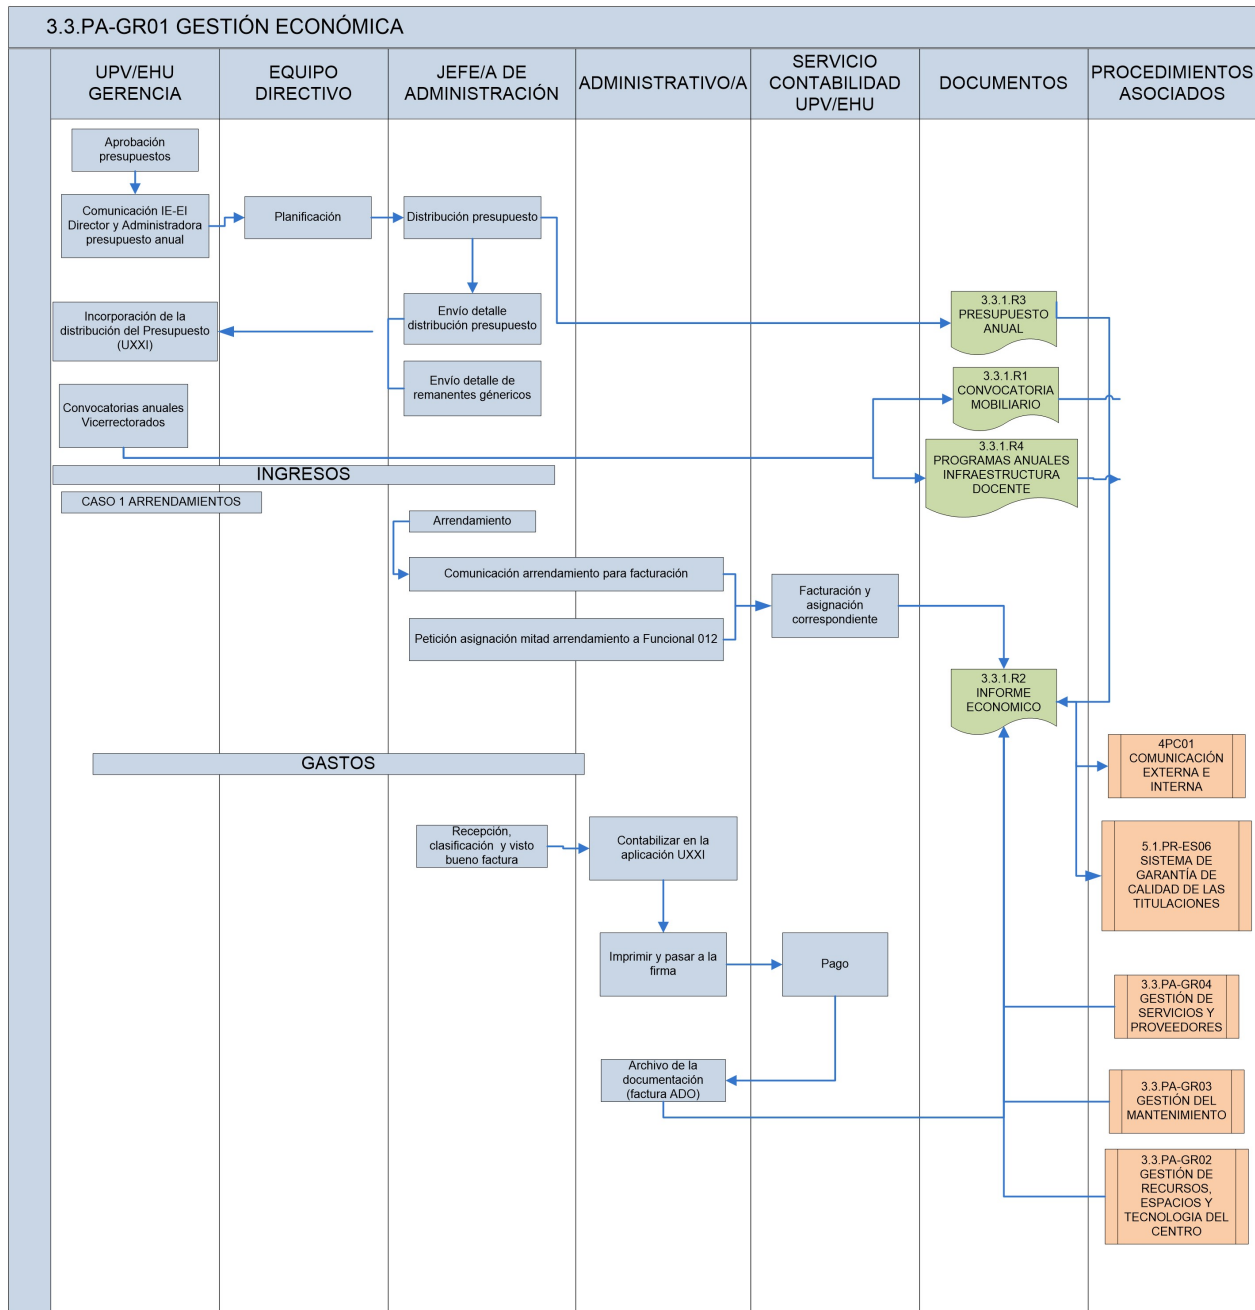 3.3.PA-GR01 GESTIÓN ECONÓMICA
UPV/EHU
GERENCIA
EQUIPO
DIRECTIVO
JEFE/A DE
ADMINISTRACIÓN
ADMINISTRATIVO/A
SERVICIO
CONTABILIDAD
UPV/EHU
DOCUMENTOS
PROCEDIMIENTOS
ASOCIADOS
Aprobación
presupuestos
Comunicación IE-EI
Director y Administradora
presupuesto anual
Planificación
Distribución presupuesto
Incorporación de la
distribución del Presupuesto
(UXXI)
Envío detalle
distribución presupuesto
3.3.1.R3
PRESUPUESTO
ANUAL
Envío detalle de
remanentes génericos
Convocatorias anuales
Vicerrectorados
3.3.1.R1
CONVOCATORIA
MOBILIARIO
3.3.1.R4
PROGRAMAS ANUALES
INFRAESTRUCTURA
DOCENTE
INGRESOS
CASO 1 ARRENDAMIENTOS
Arrendamiento
Comunicación arrendamiento para facturación
Petición asignación mitad arrendamiento a Funcional 012
Facturación y
asignación
correspondiente
3.3.1.R2
INFORME
ECONOMICO
GASTOS
4PC01
COMUNICACIÓN
EXTERNA E
INTERNA
Recepción,
clasificación y visto
bueno factura
Contabilizar en la
aplicación UXXI
5.1.PR-ES06
SISTEMA DE
GARANTÍA DE
CALIDAD DE LAS
TITULACIONES
Imprimir y pasar a la
firma
Pago
3.3.PA-GR04
GESTIÓN DE
SERVICIOS Y
PROVEEDORES
Archivo de la
documentación
(factura ADO)
3.3.PA-GR03
GESTIÓN DEL
MANTENIMIENTO
3.3.PA-GR02
GESTIÓN DE
RECURSOS,
ESPACIOS Y
TECNOLOGIA DEL
CENTRO